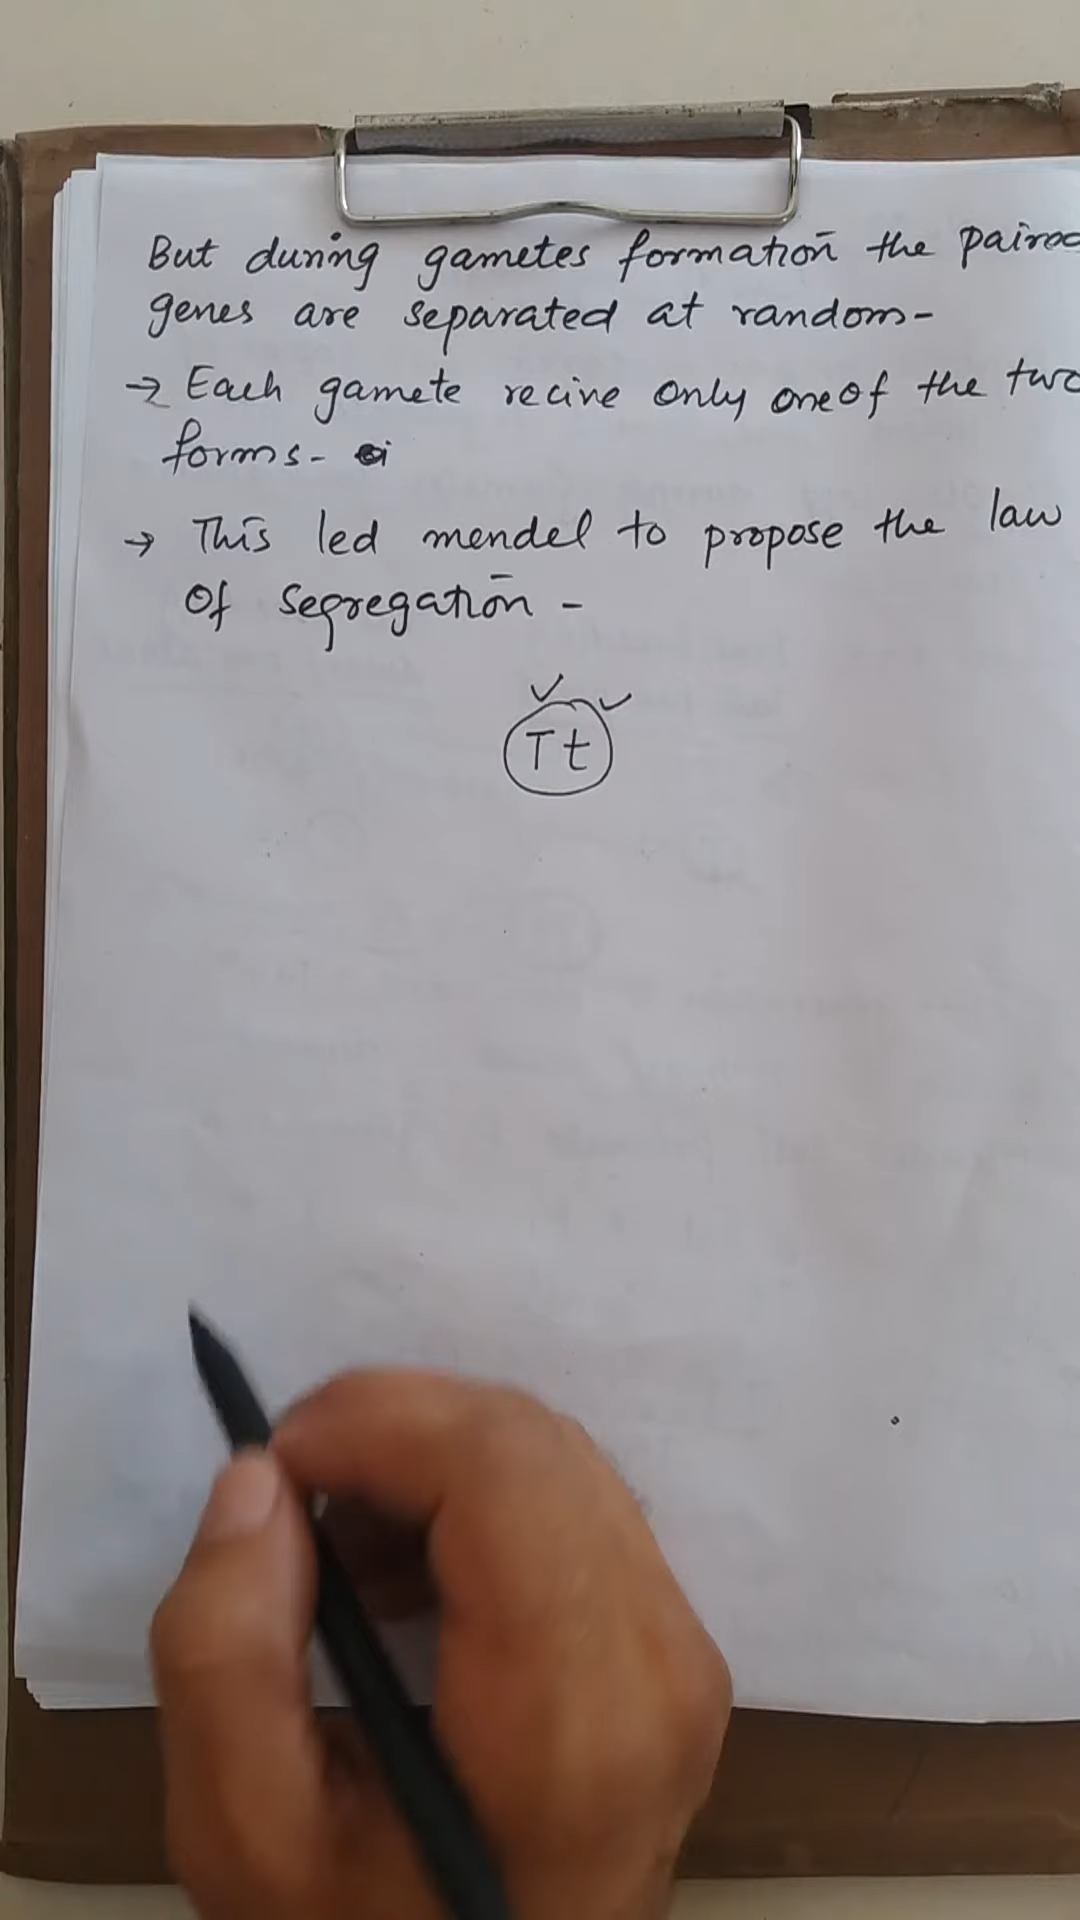 But during gametes formation the paired
genes are separated at random-
→ Each gamete recive only one of the two
forms-
→ This led mendel to propose the law
of segregation -
Tt